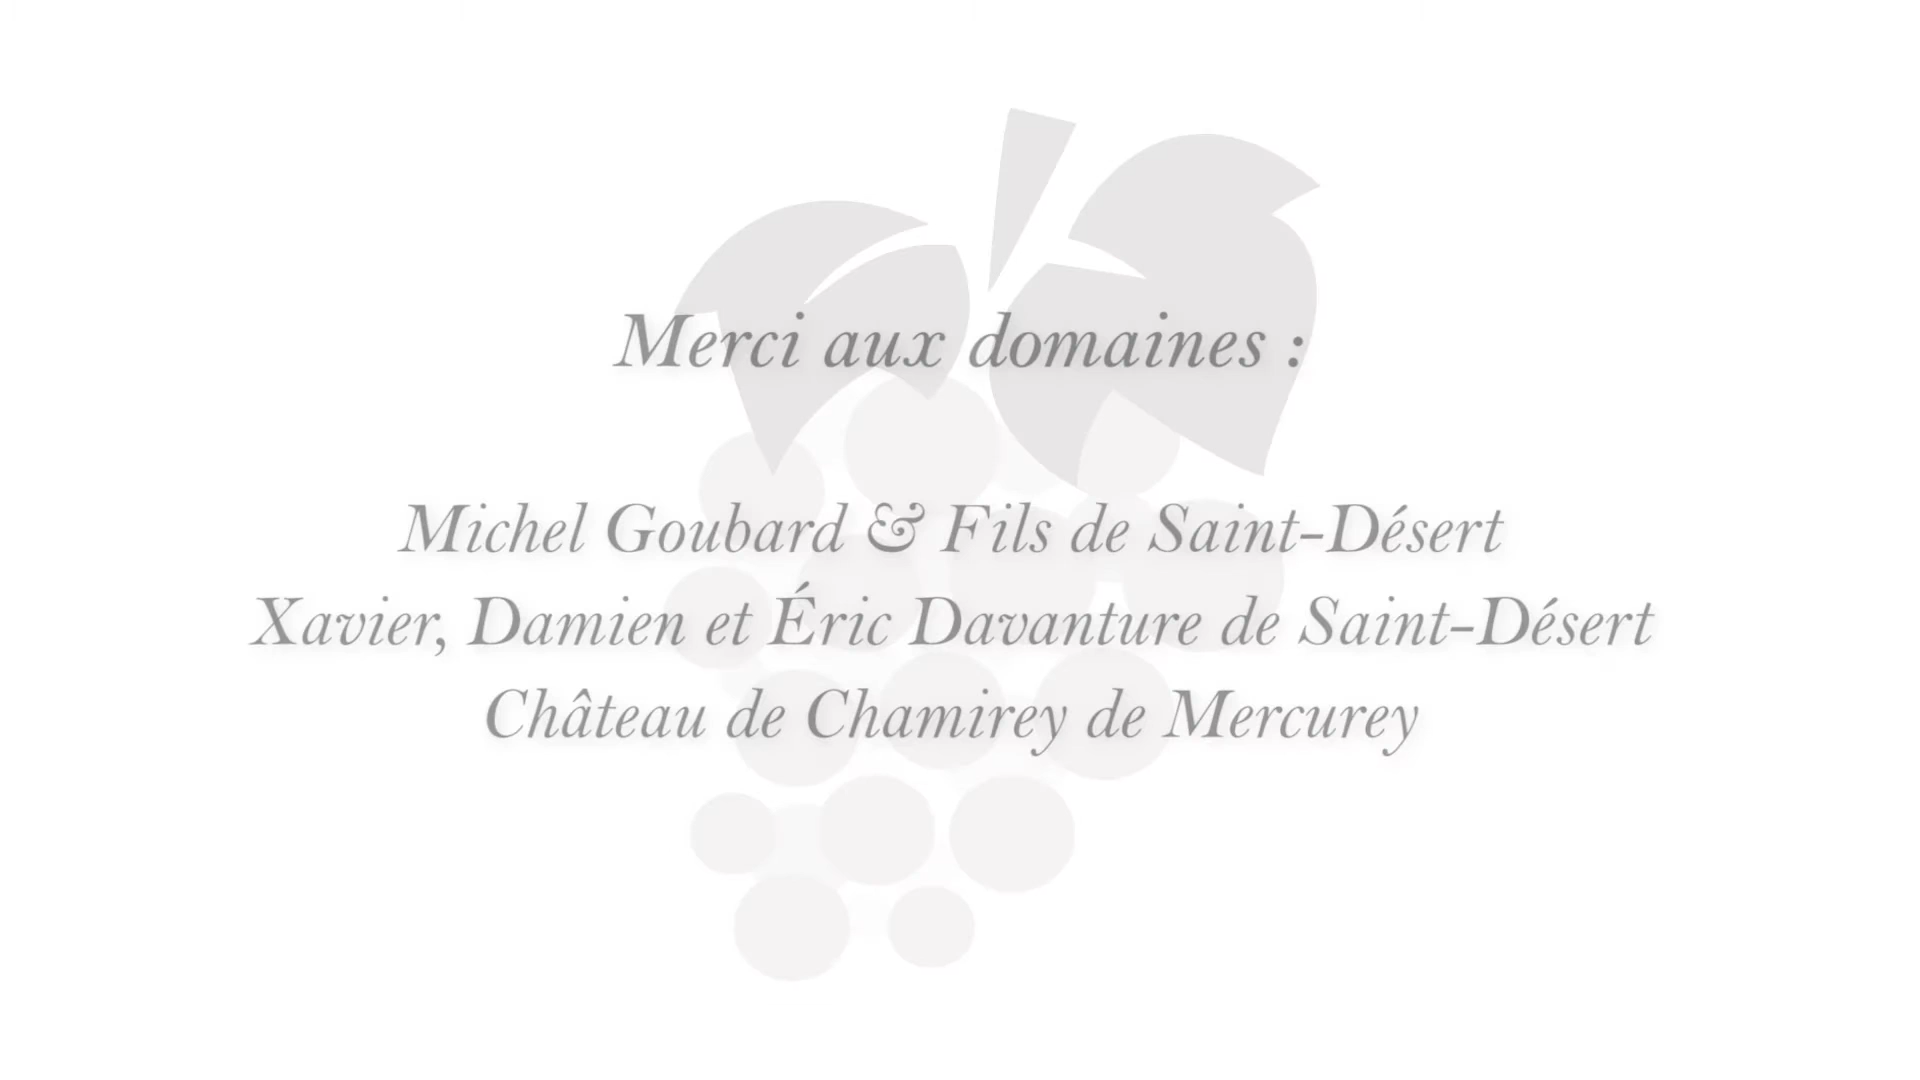 Merci aux domaines :
Michel Goubard & Fils de Saint-Désert
Xavier, Damien et Éric Davanture de Saint-Désert
Château de Chamirey de Mercurey